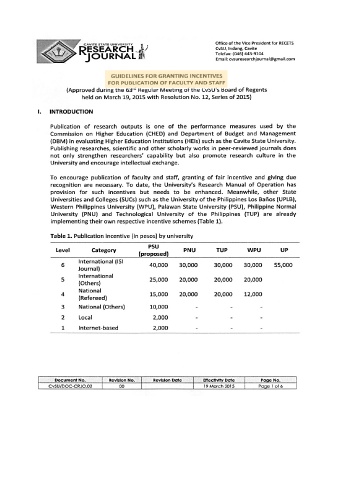 CAVITE STATE UNIVERSITY
RESEARCH
JOURNAL
Office of the Vice President for RECETS
CvSU, Indang, Cavite
Telefax: (046) 445-9104
Email: cvsuresearchjournal@gmail.com
GUIDELINES FOR GRANTING INCENTIVES
FOR PUBLICATION OF FACULTY AND STAFF
(Approved during the 63rd Regular Meeting of the CvSU's Board of Regents
held on March 19, 2015 with Resolution No. 12, Series of 2015)
I. INTRODUCTION
Publication of research outputs is one of the performance measures used by the
Commission on Higher Education (CHED) and Department of Budget and Management
(DBM) in evaluating Higher Education Institutions (HEIs) such as the Cavite State University.
Publishing researches, scientific and other scholarly works in peer-reviewed journals does
not only strengthen researchers' capability but also promote research culture in the
University and encourage intellectual exchange.
To encourage publication of faculty and staff, granting of fair incentive and giving due
recognition are necessary. To date, the University's Research Manual of Operation has
provision for such incentives but needs to be enhanced. Meanwhile, other State
Universities and Colleges (SUCs) such as University of the Philippines Los Baños (UPLB),
Western Philippines University (WPU), Palawan State University (PSU), Philippine Normal
University (PNU) and Technological University of the Philippines (TUP) are already
implementing their own respective incentive schemes (Table 1).
Table 1. Publication incentive (in pesos) by university
Level Category PSU (proposed) PNU TUP WPU UP
6 International (ISI Journal) 40,000 30,000 30,000 30,000 55,000
5 International (Others) 25,000 20,000 20,000 20,000
4 National (Refereed) 15,000 20,000 20,000 12,000
3 National (Others) 10,000 - - -
2 Local 2,000 - - -
1 Internet-based 2,000 - - -
Document No. Revision No. Revision Date Effectivity Date Page No.
CvSU-DOC-CRJO.02 00 19 March 2015 Page 1 of 6